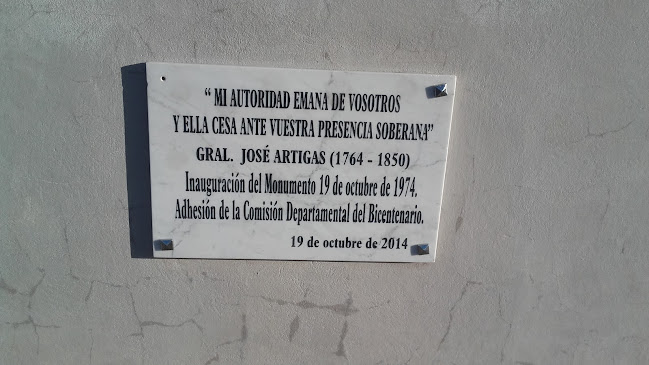 “ MI AUTORIDAD EMANA DE VOSOTROS
Y ELLA CESA ANTE VUESTRA PRESENCIA SOBERANA”
GRAL. JOSÉ ARTIGAS (1764 - 1850)
Inauguración del Monumento 19 de octubre de 1974.
Adhesión de la Comisión Departamental del Bicentenario.
19 de octubre de 2014